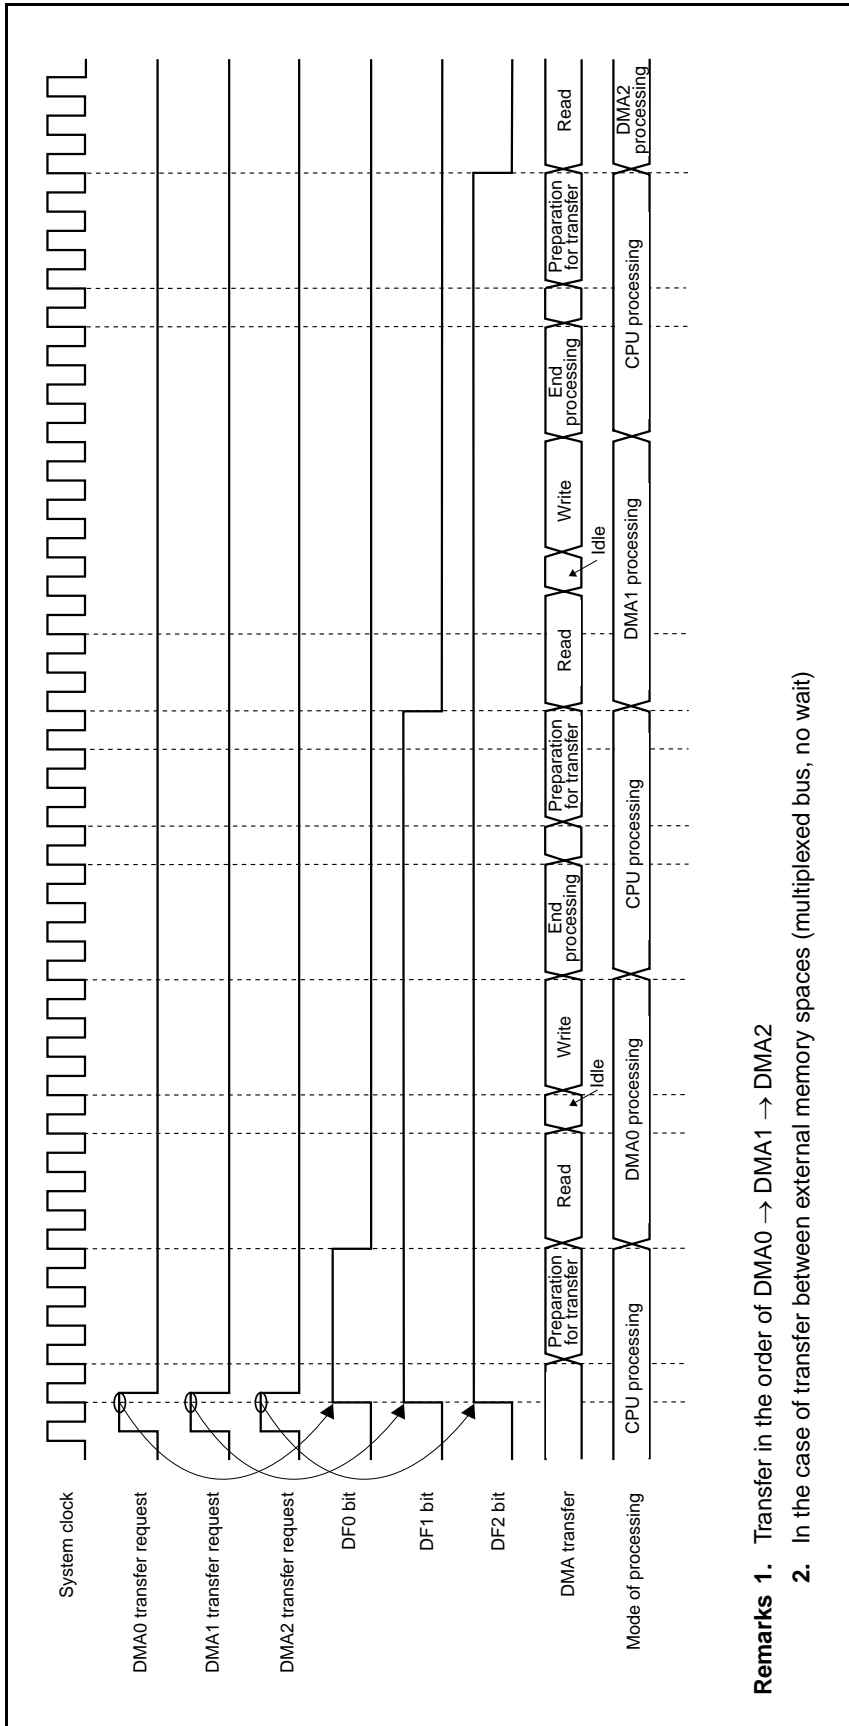 System clock
DMA0 transfer request
DMA1 transfer request
DMA2 transfer request
DF0 bit
DF1 bit
DF2 bit
DMA transfer
Preparation
for transfer
Read
Idle
Write
End
processing
Preparation
for transfer
Read
Idle
Write
End
processing
Preparation
for transfer
Read
Mode of processing
CPU processing
DMA0 processing
CPU processing
DMA1 processing
CPU processing
DMA2
processing
Remarks 1. Transfer in the order of DMA0 → DMA1 → DMA2
2. In the case of transfer between external memory spaces (multiplexed bus, no wait)